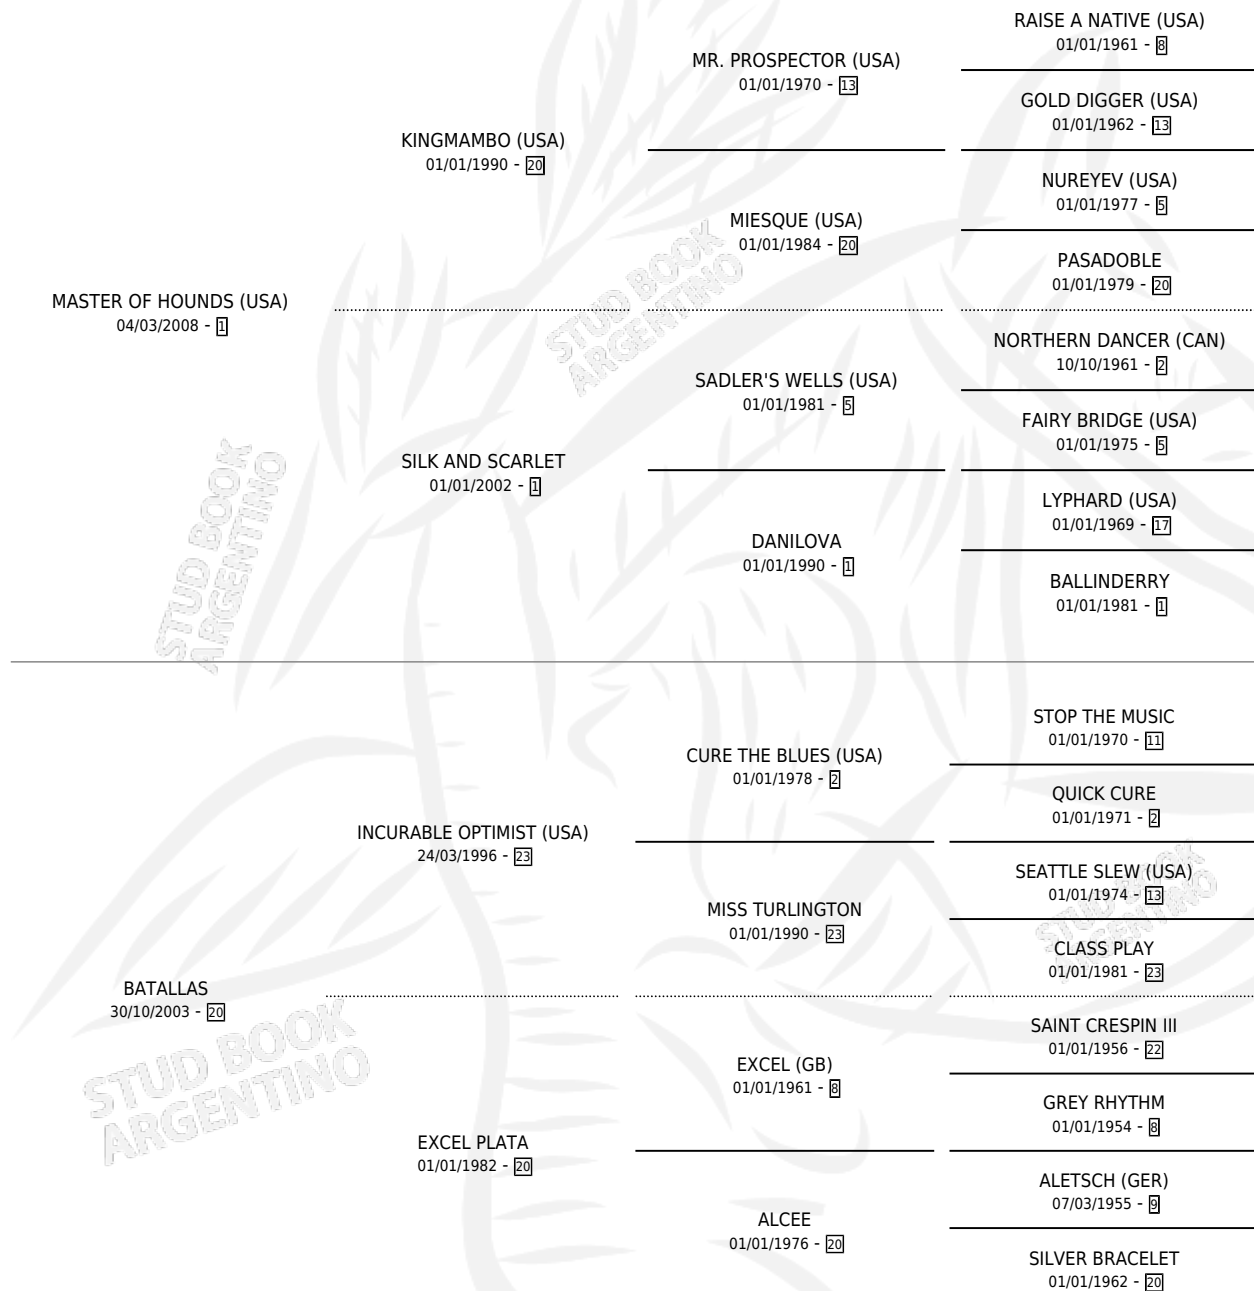 RAISE A NATIVE (USA)
01/01/1961 - 8
MR. PROSPECTOR (USA)
01/01/1970 - 13
GOLD DIGGER (USA)
01/01/1962 - 13
KINGMAMBO (USA)
01/01/1990 - 20
NUREYEV (USA)
01/01/1977 - 5
MIESQUE (USA)
01/01/1984 - 20
PASADOBLE
01/01/1979 - 20
MASTER OF HOUNDS (USA)
04/03/2008 - 1
STUD BOOK
ARGENTINO
NORTHERN DANCER (CAN)
10/10/1961 - 2
SADLER'S WELLS (USA)
01/01/1981 - 5
FAIRY BRIDGE (USA)
01/01/1975 - 5
SILK AND SCARLET
01/01/2002 - 1
LYPHARD (USA)
01/01/1969 - 17
DANILOVA
01/01/1990 - 1
BALLINDERRY
01/01/1981 - 1
STUD BOOK
ARGENTINO
STOP THE MUSIC
01/01/1970 - 11
CURE THE BLUES (USA)
01/01/1978 - 2
QUICK CURE
01/01/1971 - 2
INCURABLE OPTIMIST (USA)
24/03/1996 - 23
SEATTLE SLEW (USA)
01/01/1974 - 13
MISS TURLINGTON
01/01/1990 - 23
CLASS PLAY
01/01/1981 - 23
STUD BOOK
ARGENTINO
BATALLAS
30/10/2003 - 20
SAINT CRESPIN III
01/01/1956 - 22
EXCEL (GB)
01/01/1961 - 8
GREY RHYTHM
01/01/1954 - 8
STUD BOOK
ARGENTINO
EXCEL PLATA
01/01/1982 - 20
ALETSCH (GER)
07/03/1955 - 9
ALCEE
01/01/1976 - 20
SILVER BRACELET
01/01/1962 - 20